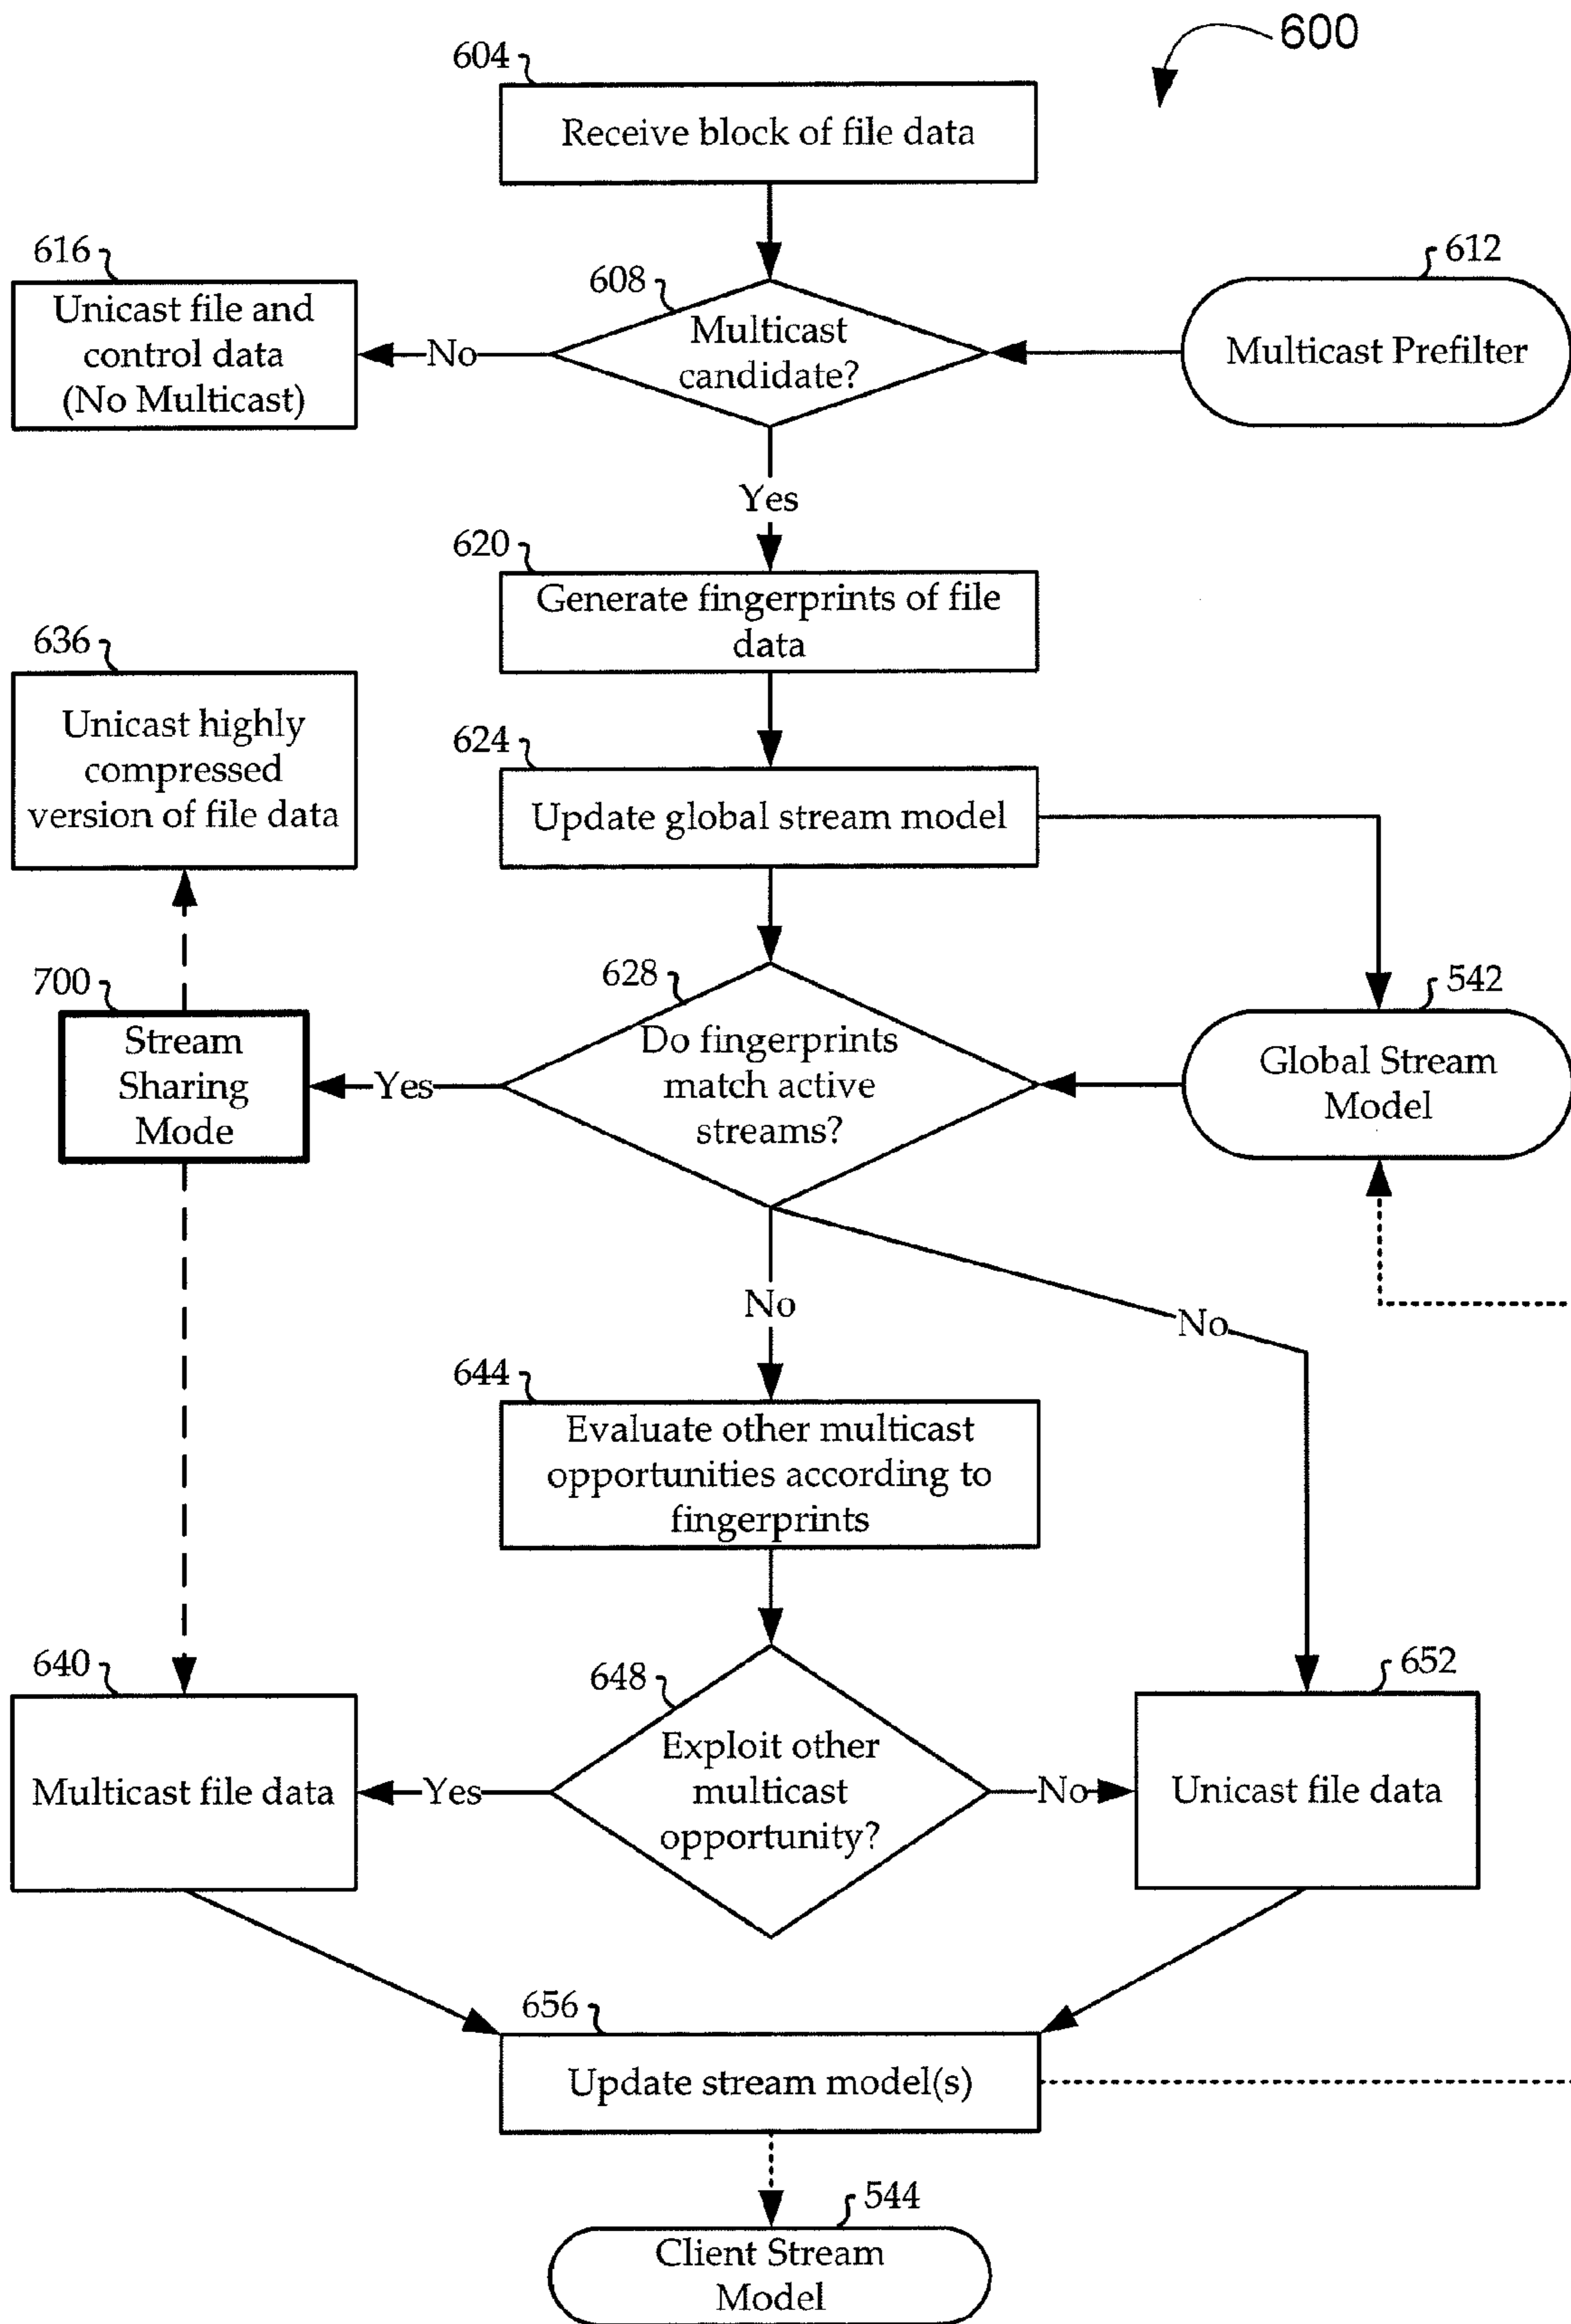 600
604
Receive block of file data
616
Unicast file and
control data
(No Multicast)
No
608
Multicast
candidate?
612
Multicast Prefilter
Yes
620
Generate fingerprints of file
data
636
Unicast highly
compressed
version of file data
624
Update global stream model
700
Stream
Sharing
Mode
Yes
628
Do fingerprints
match active
streams?
542
Global Stream
Model
No
No
644
Evaluate other multicast
opportunities according to
fingerprints
640
Multicast file data
Yes
648
Exploit other
multicast
opportunity?
No
652
Unicast file data
656
Update stream model(s)
544
Client Stream
Model